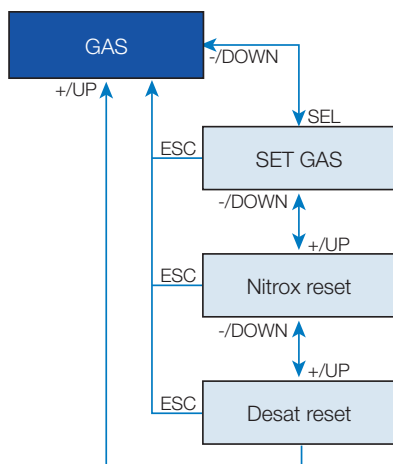 GAS
-/DOWN
+/UP
SEL
ESC
SET GAS
-/DOWN
+/UP
ESC
Nitrox reset
-/DOWN
+/UP
ESC
Desat reset